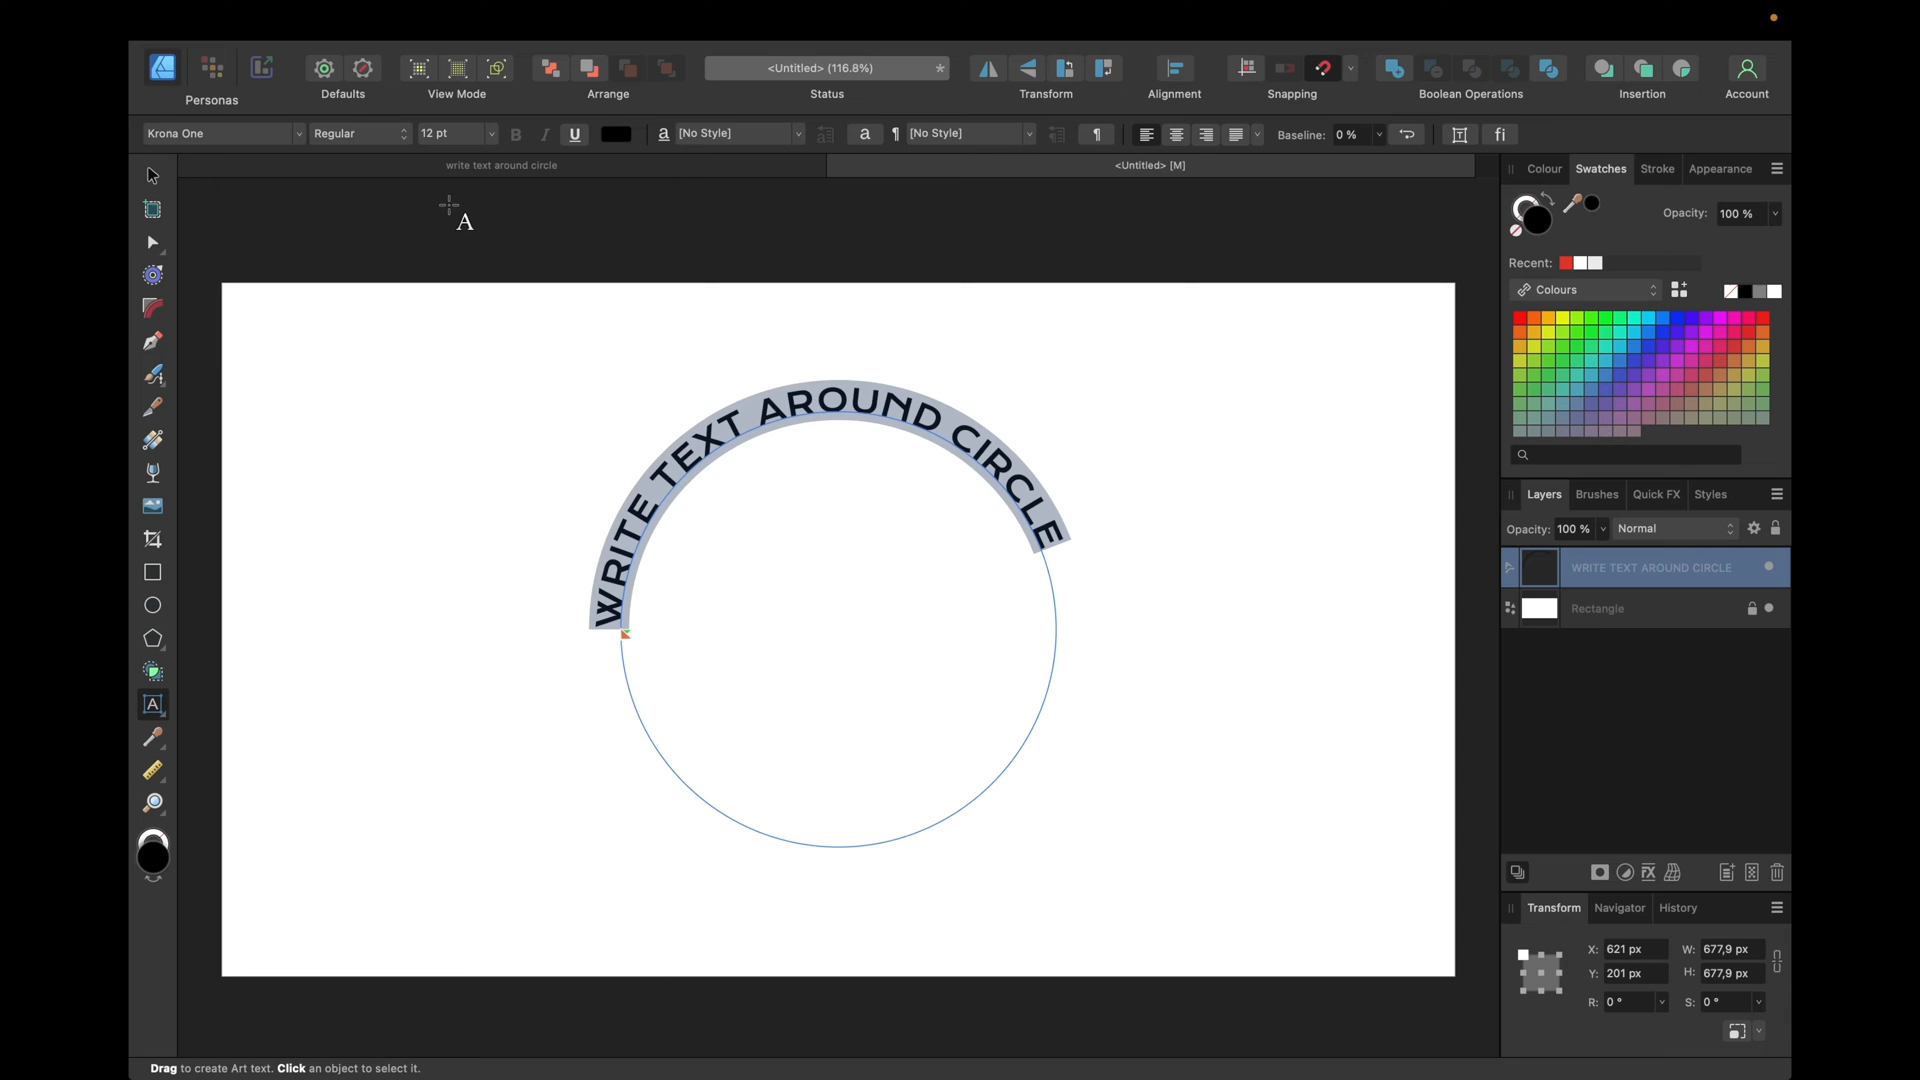 <Untitled> (116.8%)
*
Personas
Defaults
View Mode
Arrange
Status
Transform
Alignment
Snapping
Boolean Operations
Insertion
Account
Krona One
Regular
12 pt
B
I
U
a
[No Style]
a
¶
[No Style]
¶
Baseline:
0 %
fi
write text around circle
<Untitled> [M]
A
Colour
Swatches
Stroke
Appearance
Opacity:
100 %
Recent:
Colours
WRITE TEXT AROUND CIRCLE
Layers
Brushes
Quick FX
Styles
Opacity:
100 %
Normal
WRITE TEXT AROUND CIRCLE
Rectangle
A
Transform
Navigator
History
X: 621 px
W: 677,9 px
Y: 201 px
H: 677,9 px
R: 0 °
S: 0 °
Drag to create Art text. Click an object to select it.